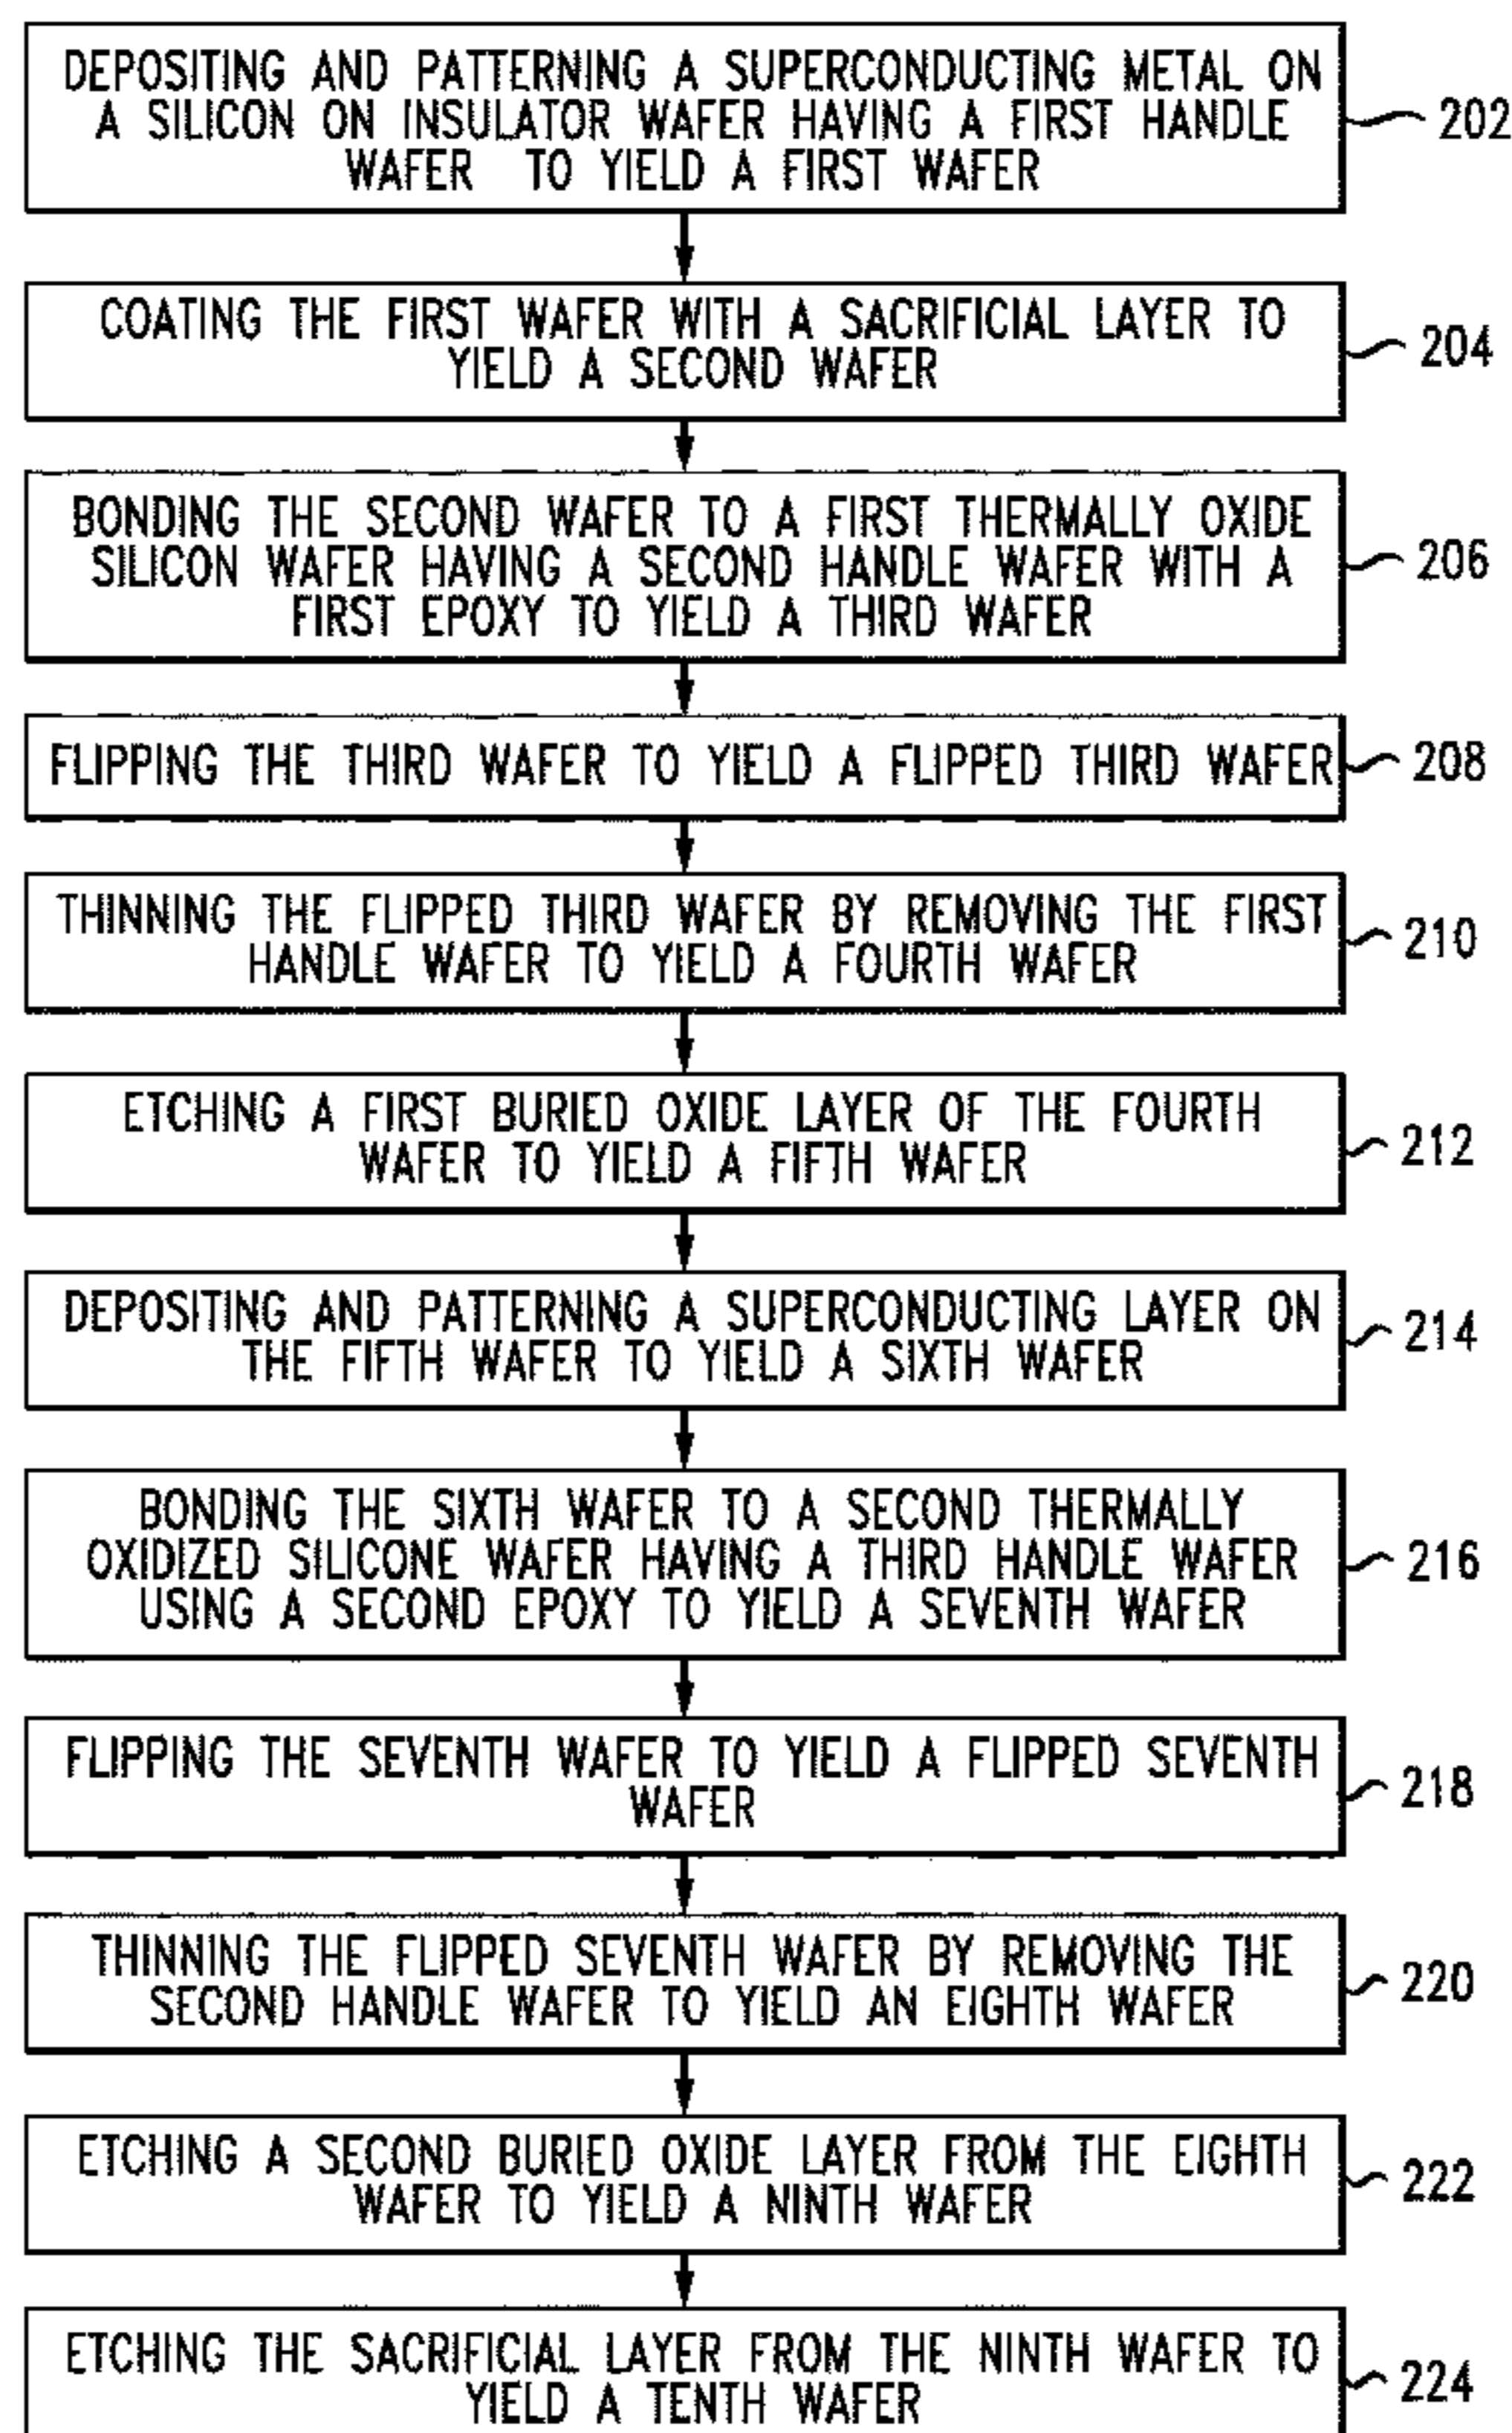 DEPOSITING AND PATTERNING A SUPERCONDUCTING METAL ON
A SILICON ON INSULATOR WAFER HAVING A FIRST HANDLE
WAFER TO YIELD A FIRST WAFER
202
COATING THE FIRST WAFER WITH A SACRIFICIAL LAYER TO
YIELD A SECOND WAFER
204
BONDING THE SECOND WAFER TO A FIRST THERMALLY OXIDE
SILICON WAFER HAVING A SECOND HANDLE WAFER WITH A
FIRST EPOXY TO YIELD A THIRD WAFER
206
FLIPPING THE THIRD WAFER TO YIELD A FLIPPED THIRD WAFER
208
THINNING THE FLIPPED THIRD WAFER BY REMOVING THE FIRST
HANDLE WAFER TO YIELD A FOURTH WAFER
210
ETCHING A FIRST BURIED OXIDE LAYER OF THE FOURTH
WAFER TO YIELD A FIFTH WAFER
212
DEPOSITING AND PATTERNING A SUPERCONDUCTING LAYER ON
THE FIFTH WAFER TO YIELD A SIXTH WAFER
214
BONDING THE SIXTH WAFER TO A SECOND THERMALLY
OXIDIZED SILICONE WAFER HAVING A THIRD HANDLE WAFER
USING A SECOND EPOXY TO YIELD A SEVENTH WAFER
216
FLIPPING THE SEVENTH WAFER TO YIELD A FLIPPED SEVENTH
WAFER
218
THINNING THE FLIPPED SEVENTH WAFER BY REMOVING THE
SECOND HANDLE WAFER TO YIELD AN EIGHTH WAFER
220
ETCHING A SECOND BURIED OXIDE LAYER FROM THE EIGHTH
WAFER TO YIELD A NINTH WAFER
222
ETCHING THE SACRIFICIAL LAYER FROM THE NINTH WAFER TO
YIELD A TENTH WAFER
224